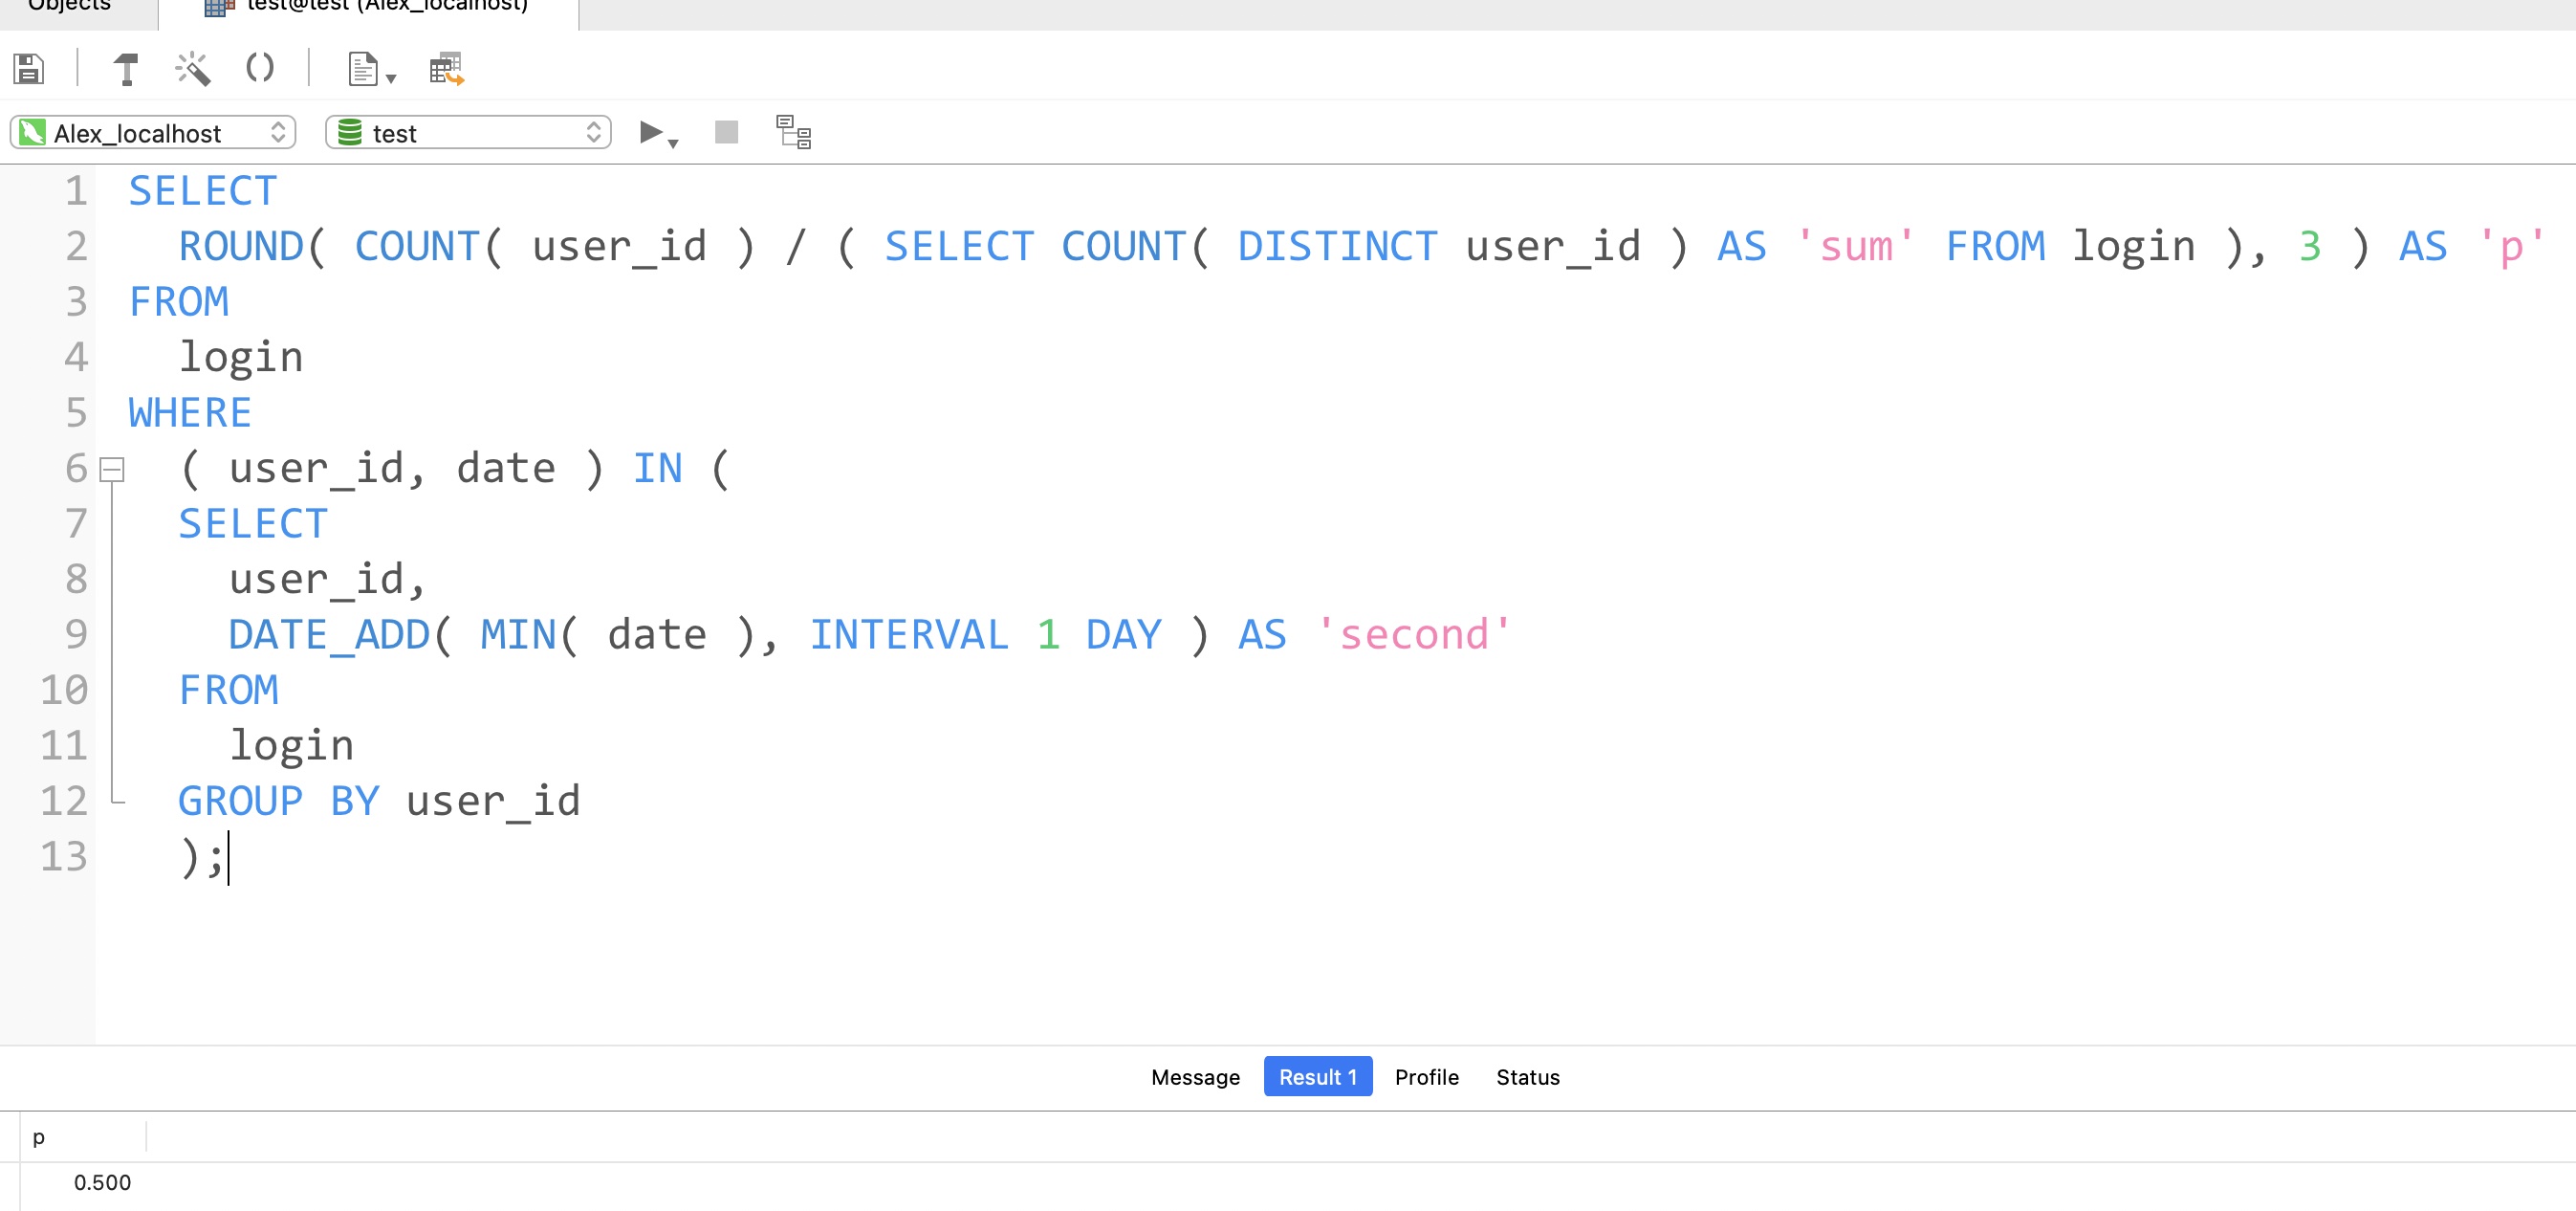 Objects
test@test (Alex_localhost)
Alex_localhost
test
1 SELECT
2 ROUND( COUNT( user_id ) / ( SELECT COUNT( DISTINCT user_id ) AS 'sum' FROM login ), 3 ) AS 'p'
3 FROM
4 login
5 WHERE
6 ( user_id, date ) IN (
7 SELECT
8 user_id,
9 DATE_ADD( MIN( date ), INTERVAL 1 DAY ) AS 'second'
10 FROM
11 login
12 GROUP BY user_id
13 );
Message Result 1 Profile Status
p
0.500